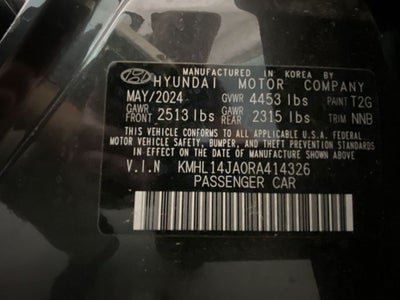 MANUFACTURED IN KOREA BY
HYUNDAI MOTOR COMPANY
MAY/2024 GVWR 4453 lbs PAINT T2G
GAWR FRONT 2513 lbs GAWR REAR 2315 lbs TRIM NNB
THIS VEHICLE CONFORMS TO ALL APPLICABLE U.S.A. FEDERAL
MOTOR VEHICLE SAFETY, BUMPER, AND THEFT PREVENTION STANDARDS
IN EFFECT ON THE DATE OF MANUFACTURE SHOWN ABOVE.
V.I.N KMHL14JA0RA414326
PASSENGER CAR